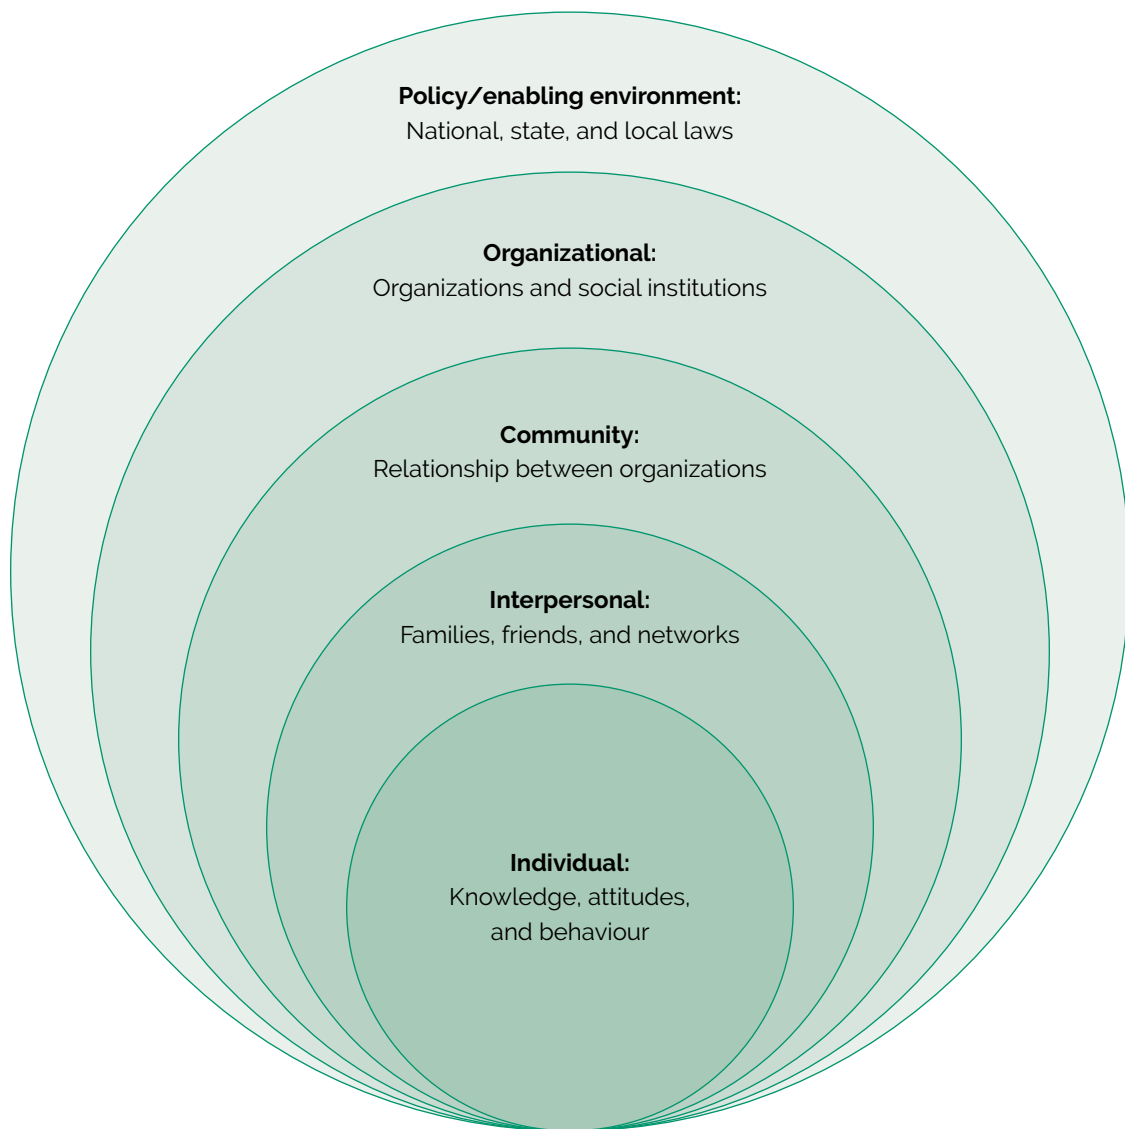 Policy/enabling environment:
National, state, and local laws
Organizational:
Organizations and social institutions
Community:
Relationship between organizations
Interpersonal:
Families, friends, and networks
Individual:
Knowledge, attitudes,
and behaviour